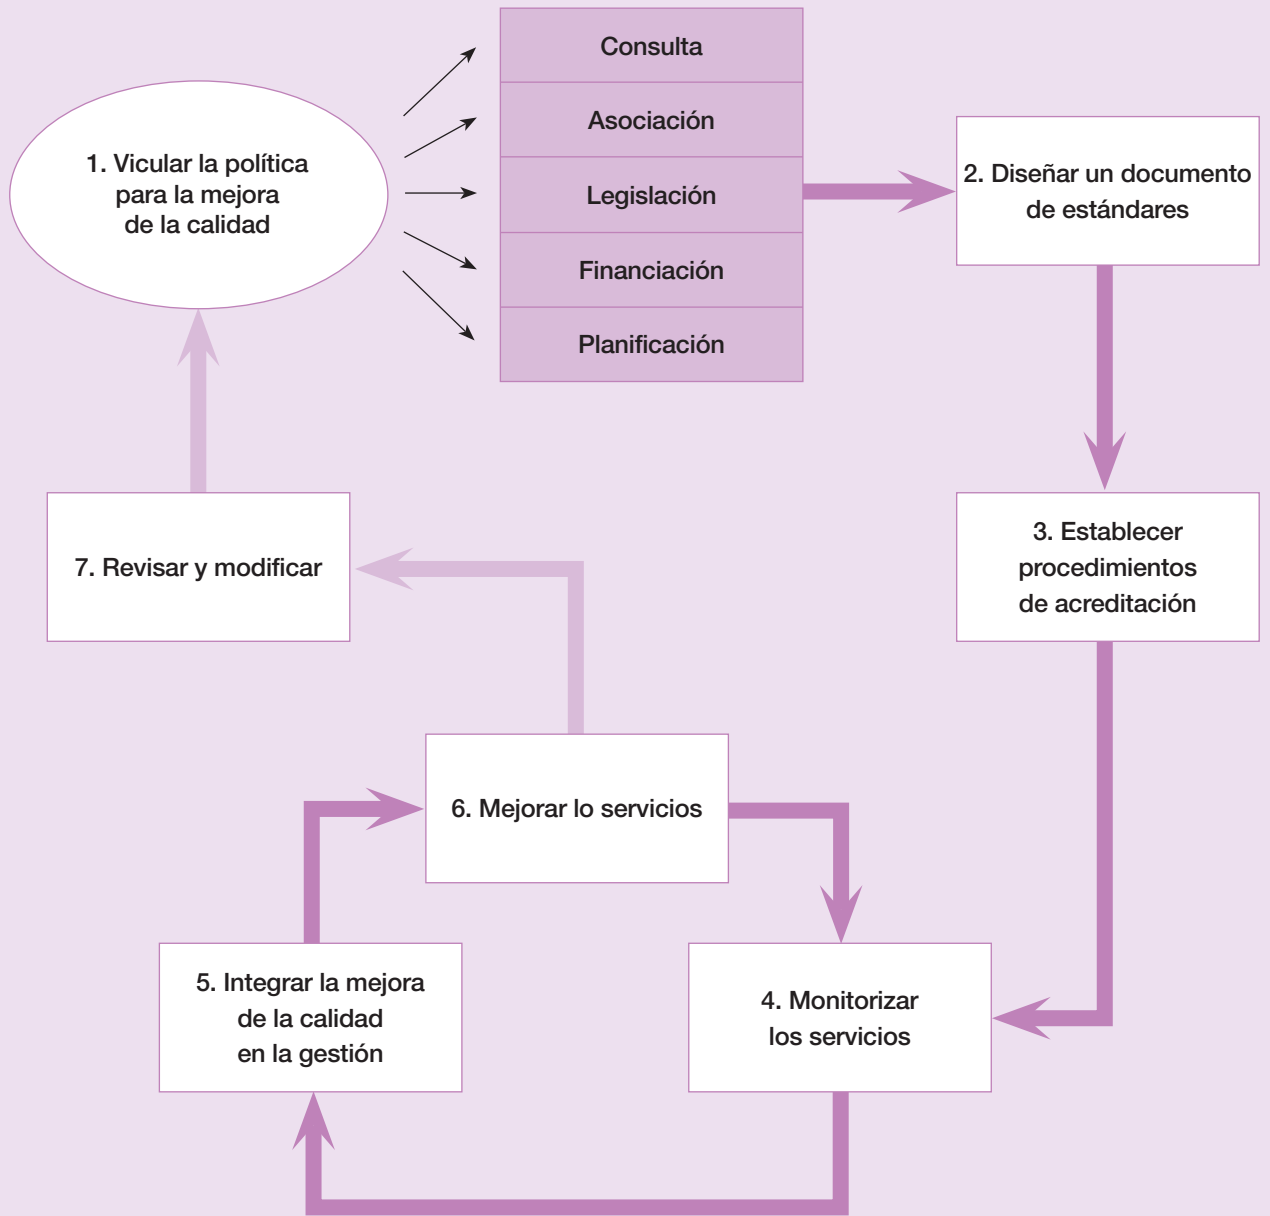 1. Vicular la política
para la mejora
de la calidad
Consulta
Asociación
Legislación
Financiación
Planificación
2. Diseñar un documento
de estándares
3. Establecer
procedimientos
de acreditación
4. Monitorizar
los servicios
5. Integrar la mejora
de la calidad
en la gestión
6. Mejorar lo servicios
7. Revisar y modificar